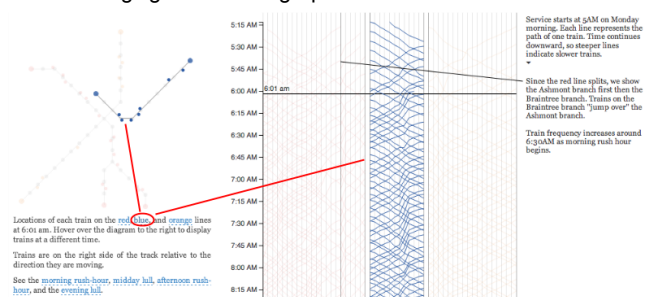 5:15 AM
5:30 AM
5:45 AM
6:00 AM
6:01 am
6:15 AM
6:30 AM
6:45 AM
7:00 AM
7:15 AM
7:30 AM
7:45 AM
8:00 AM
8:15 AM
Service starts at 5AM on Monday
morning. Each line represents the
path of one train. Time continues
downward, so steeper lines
indicate slower trains.
Since the red line splits, we show
the Ashmont branch first then the
Braintree branch. Trains on the
Braintree branch "jump over" the
Ashmont branch.
Train frequency increases around
6:30AM as morning rush hour
begins.
Locations of each train on the red, blue, and orange lines
at 6:01 am. Hover over the diagram to the right to display
trains at a different time.
Trains are on the right side of the track relative to the
direction they are moving.
See the morning rush-hour, midday lull, afternoon rush-
hour, and the evening lull.